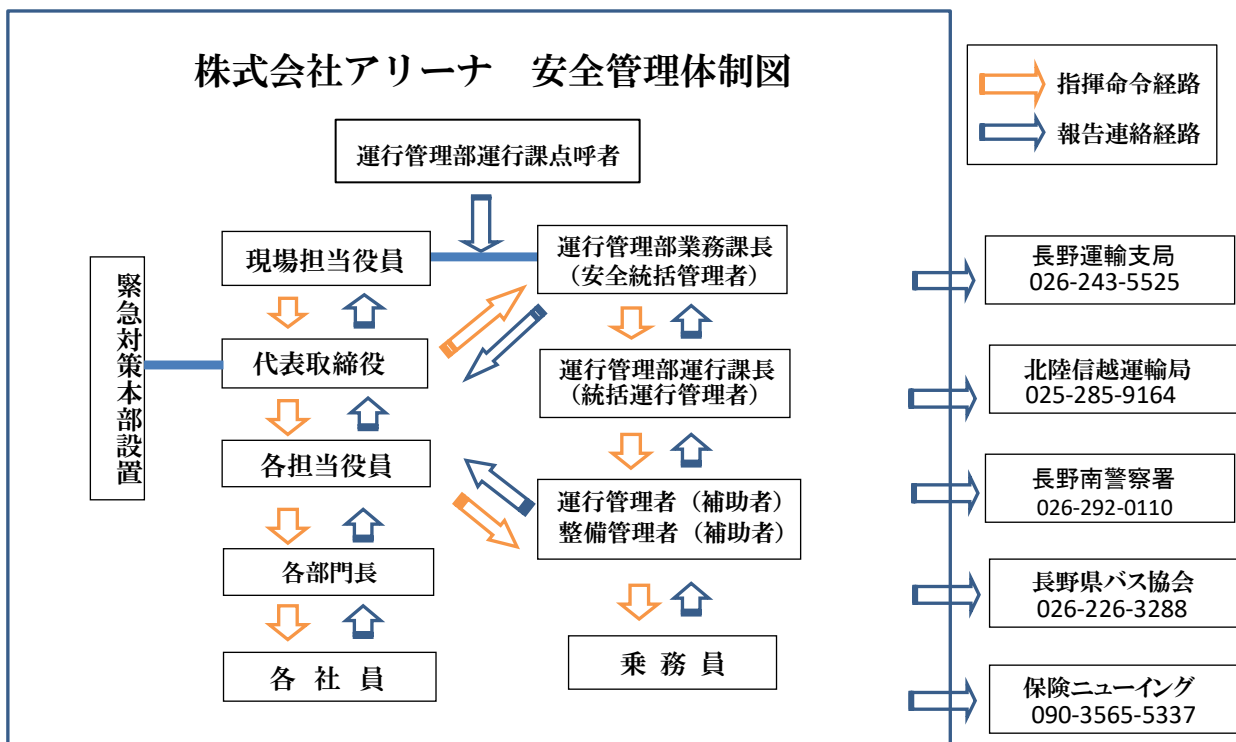 株式会社アリーナ　安全管理体制図
指揮命令経路
報告連絡経路
運行管理部運行課点呼者
現場担当役員
運行管理部業務課長
（安全統括管理者）
緊急対策本部設置
代表取締役
運行管理部運行課長
（統括運行管理者）
各担当役員
運行管理者（補助者）
整備管理者（補助者）
各部門長
各 社 員
乗 務 員
長野運輸支局
026-243-5525
北陸信越運輸局
025-285-9164
長野南警察署
026-292-0110
長野県バス協会
026-226-3288
保険ニューイング
090-3565-5337